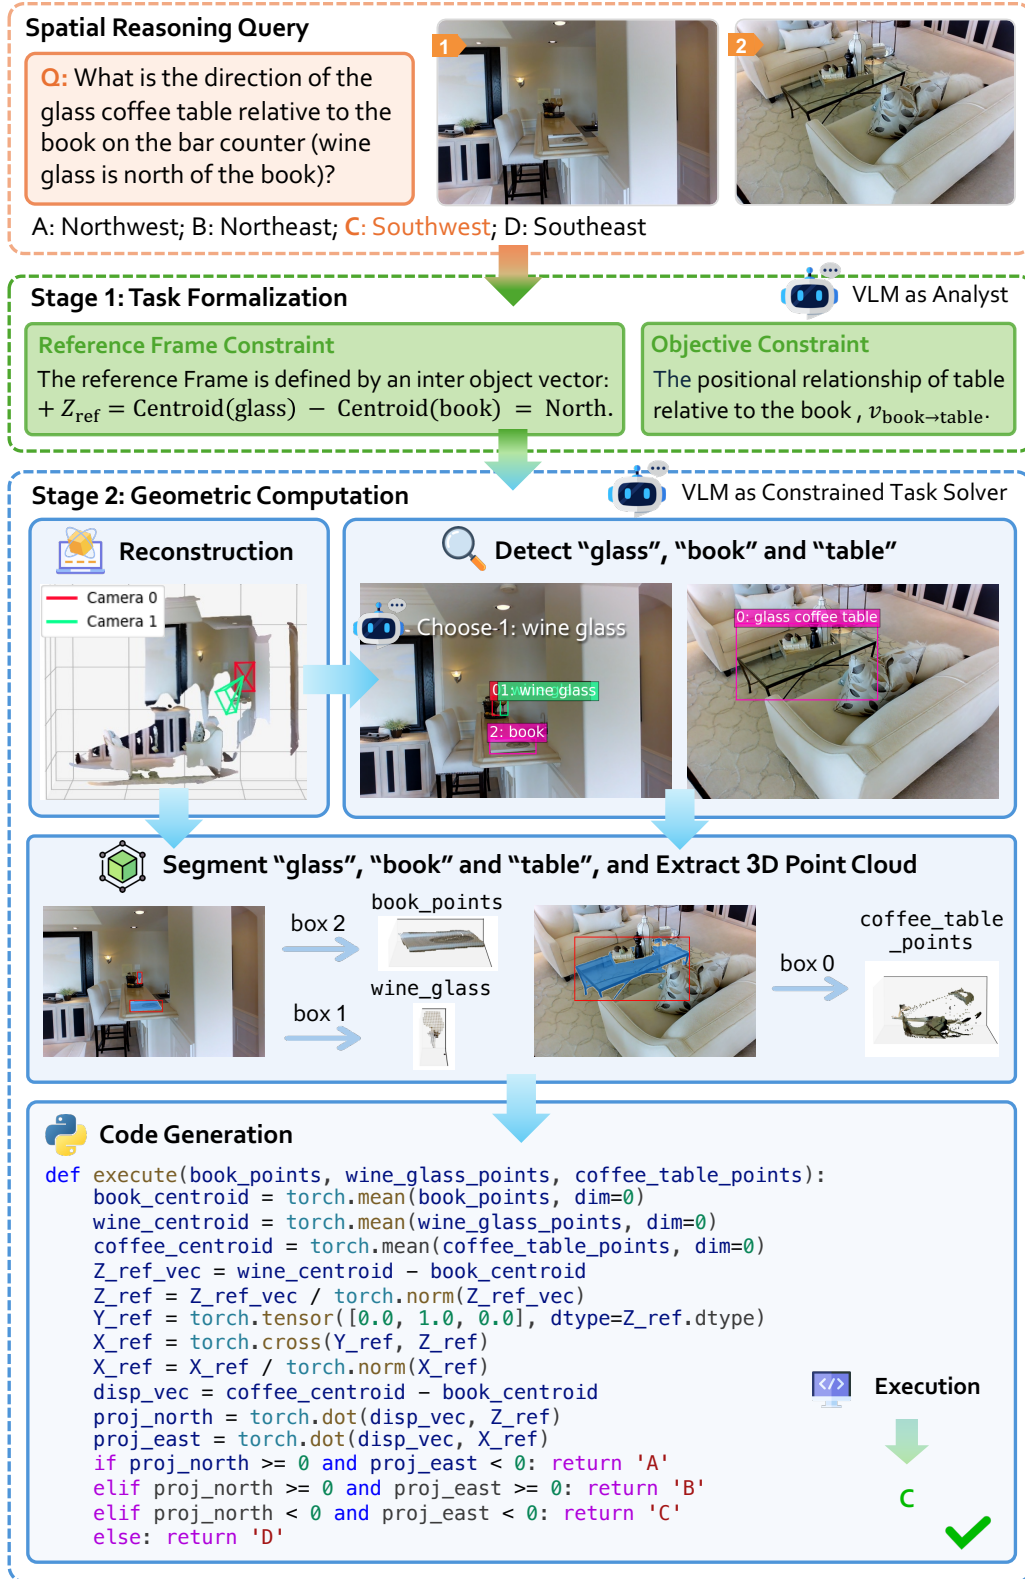 Spatial Reasoning Query
Q: What is the direction of the
glass coffee table relative to the
book on the bar counter (wine
glass is north of the book)?
1
2
A: Northwest; B: Northeast; C: Southwest; D: Southeast
Stage 1: Task Formalization
VLM as Analyst
Reference Frame Constraint
The reference Frame is defined by an inter object vector:
+ Z_ref = Centroid(glass) − Centroid(book) = North.
Objective Constraint
The positional relationship of table
relative to the book , v_book→table.
Stage 2: Geometric Computation
VLM as Constrained Task Solver
Reconstruction
Camera 0
Camera 1
Detect “glass”, “book” and “table”
Choose-1: wine glass
01: wine glass
2: book
0: glass coffee table
Segment “glass”, “book” and “table”, and Extract 3D Point Cloud
box 2
book_points
box 1
wine_glass
box 0
coffee_table
_points
Code Generation
def execute(book_points, wine_glass_points, coffee_table_points):
    book_centroid = torch.mean(book_points, dim=0)
    wine_centroid = torch.mean(wine_glass_points, dim=0)
    coffee_centroid = torch.mean(coffee_table_points, dim=0)
    Z_ref_vec = wine_centroid – book_centroid
    Z_ref = Z_ref_vec / torch.norm(Z_ref_vec)
    Y_ref = torch.tensor([0.0, 1.0, 0.0], dtype=Z_ref.dtype)
    X_ref = torch.cross(Y_ref, Z_ref)
    X_ref = X_ref / torch.norm(X_ref)
    disp_vec = coffee_centroid – book_centroid
    proj_north = torch.dot(disp_vec, Z_ref)
    proj_east = torch.dot(disp_vec, X_ref)
    if proj_north >= 0 and proj_east < 0: return 'A'
    elif proj_north >= 0 and proj_east >= 0: return 'B'
    elif proj_north < 0 and proj_east < 0: return 'C'
    else: return 'D'
Execution
C